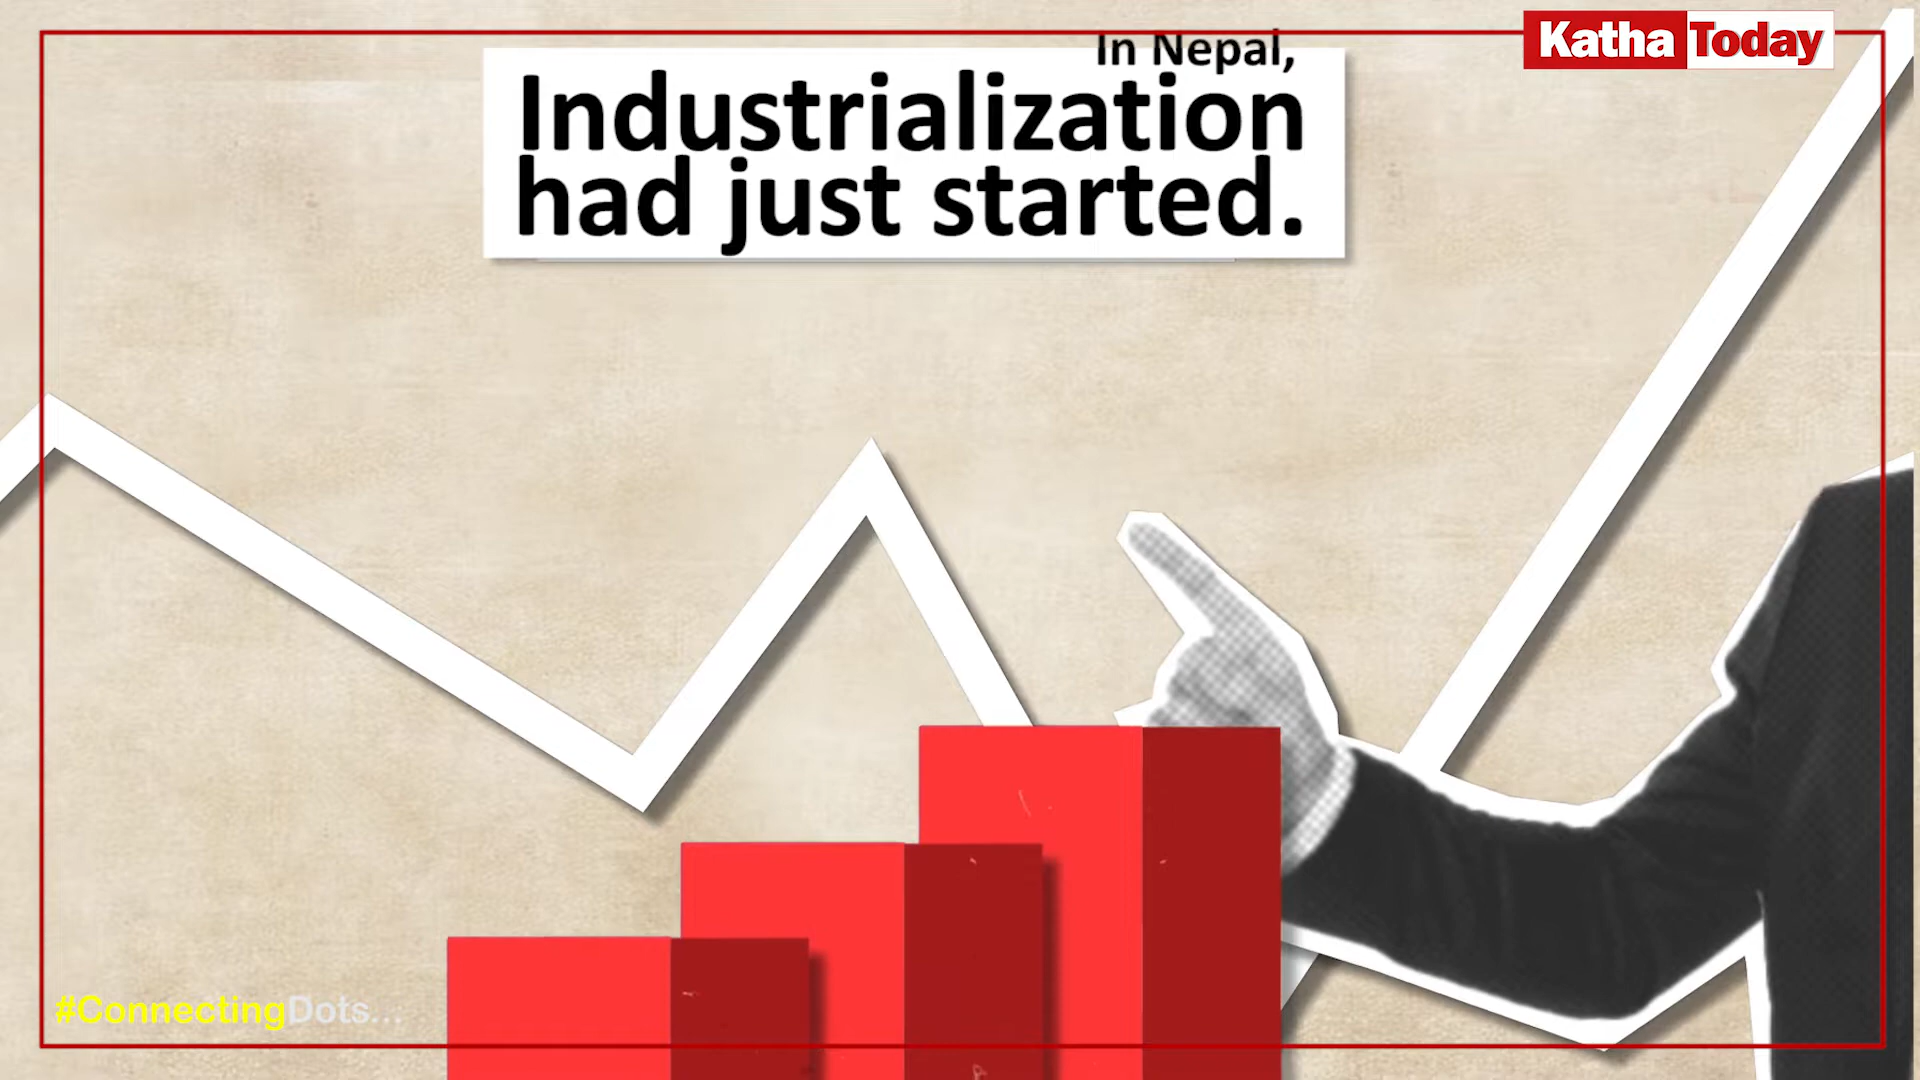 In Nepal,
Industrialization
had just started.
Katha Today
#ConnectingDots...